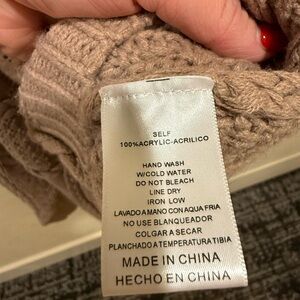 SELF
100%ACRYLIC-ACRILICO
HAND WASH
W/COLD WATER
DO NOT BLEACH
LINE DRY
IRON LOW
LAVADO A MANO CON AQUA FRIA
NO USE BLANQUEADOR
COLGAR A SECAR
PLANCHADO A TEMPERATURA TIBIA
MADE IN CHINA
HECHO EN CHINA